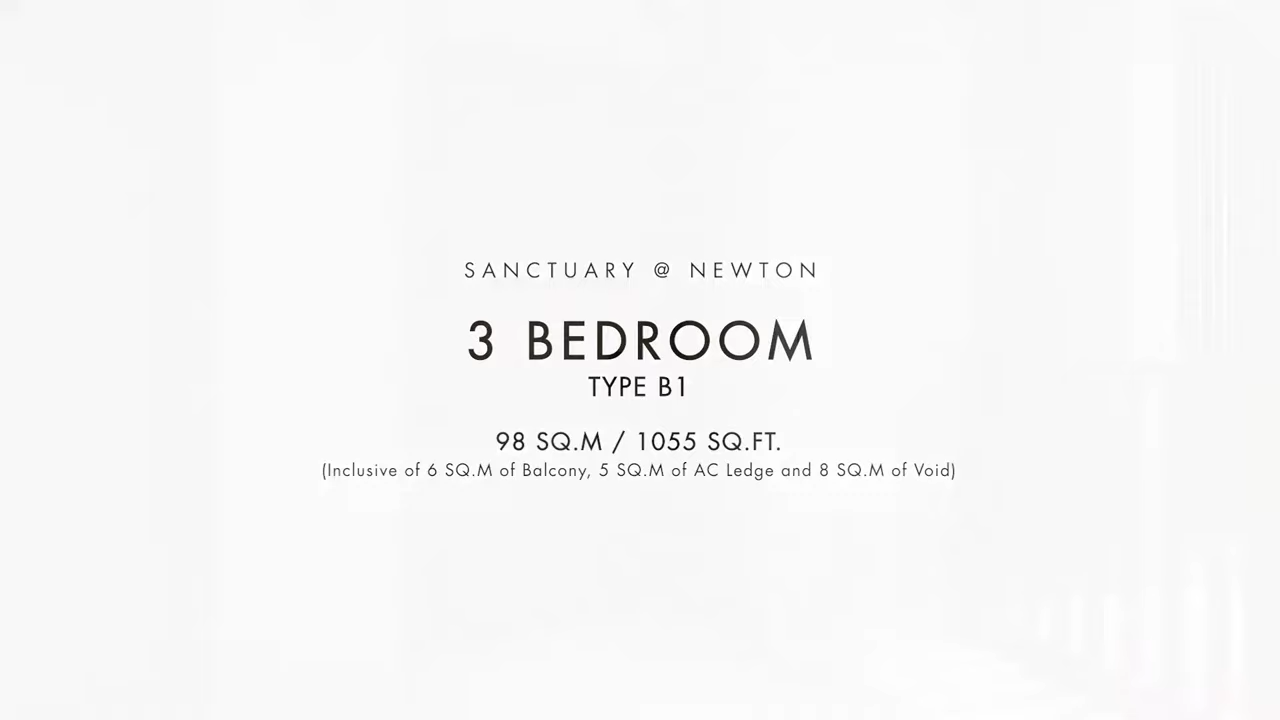 SANCTUARY @ NEWTON
3 BEDROOM
TYPE B1
98 SQ.M / 1055 SQ.FT.
(Inclusive of 6 SQ.M of Balcony, 5 SQ.M of AC Ledge and 8 SQ.M of Void)